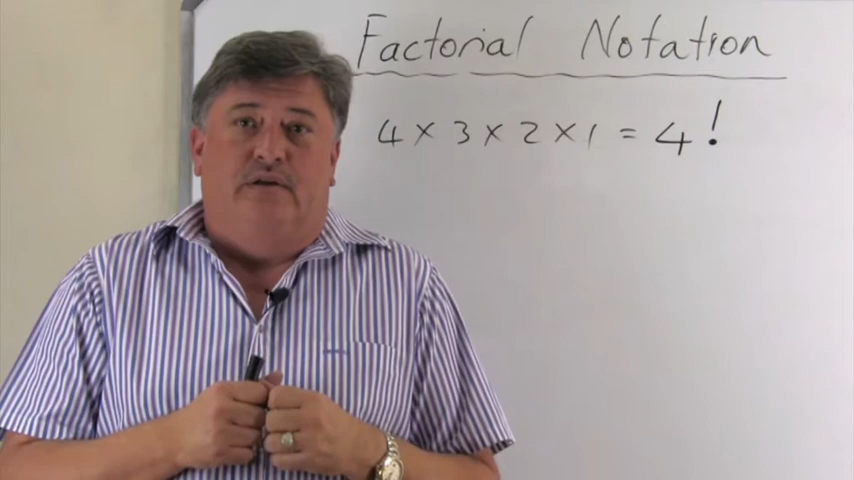 Factorial Notation
4 × 3 × 2 × 1 = 4!